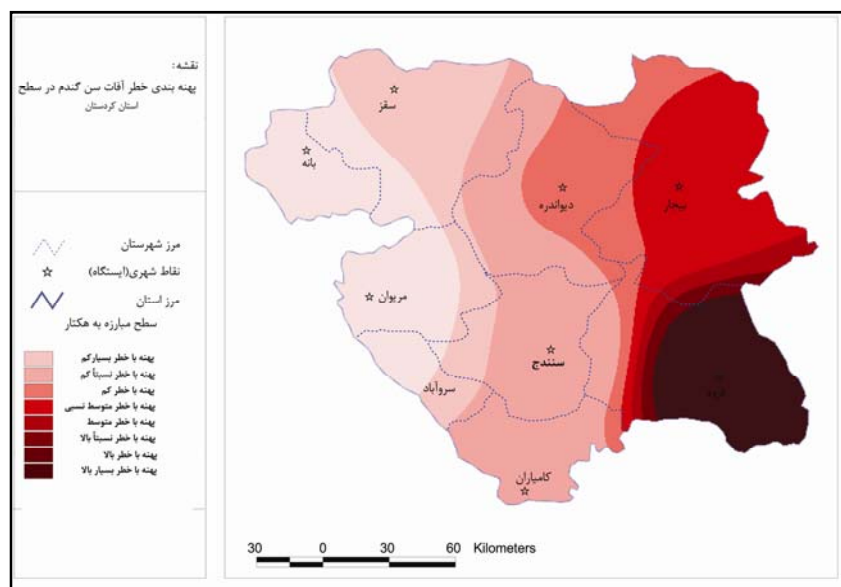 نقشه:
پهنه بندی خطر آفات سن گندم در سطح
استان کردستان
مرز شهرستان
نقاط شهری(ایستگاه)
مرز استان
سطح مبارزه به هکتار
پهنه با خطر بسیار کم
پهنه با خطر نسبتاً کم
پهنه با خطر کم
پهنه با خطر متوسط نسبی
پهنه با خطر متوسط
پهنه با خطر نسبتاً بالا
پهنه با خطر بالا
پهنه با خطر بسیار بالا
سقز
بانه
دیواندره
بیجار
مریوان
سنندج
سروآباد
قروه
کامیاران
30 0 30 60 Kilometers